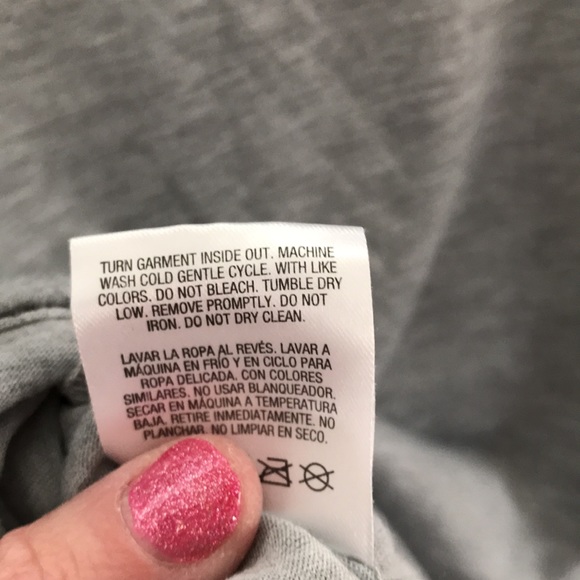 TURN GARMENT INSIDE OUT. MACHINE
WASH COLD GENTLE CYCLE. WITH LIKE
COLORS. DO NOT BLEACH. TUMBLE DRY
LOW. REMOVE PROMPTLY. DO NOT
IRON. DO NOT DRY CLEAN.
LAVAR LA ROPA AL REVÉS. LAVAR A
MÁQUINA EN FRÍO Y EN CICLO PARA
ROPA DELICADA. CON COLORES
SIMILARES. NO USAR BLANQUEADOR.
SECAR EN MÁQUINA A TEMPERATURA
BAJA. RETIRE INMEDIATAMENTE. NO
PLANCHAR. NO LIMPIAR EN SECO.